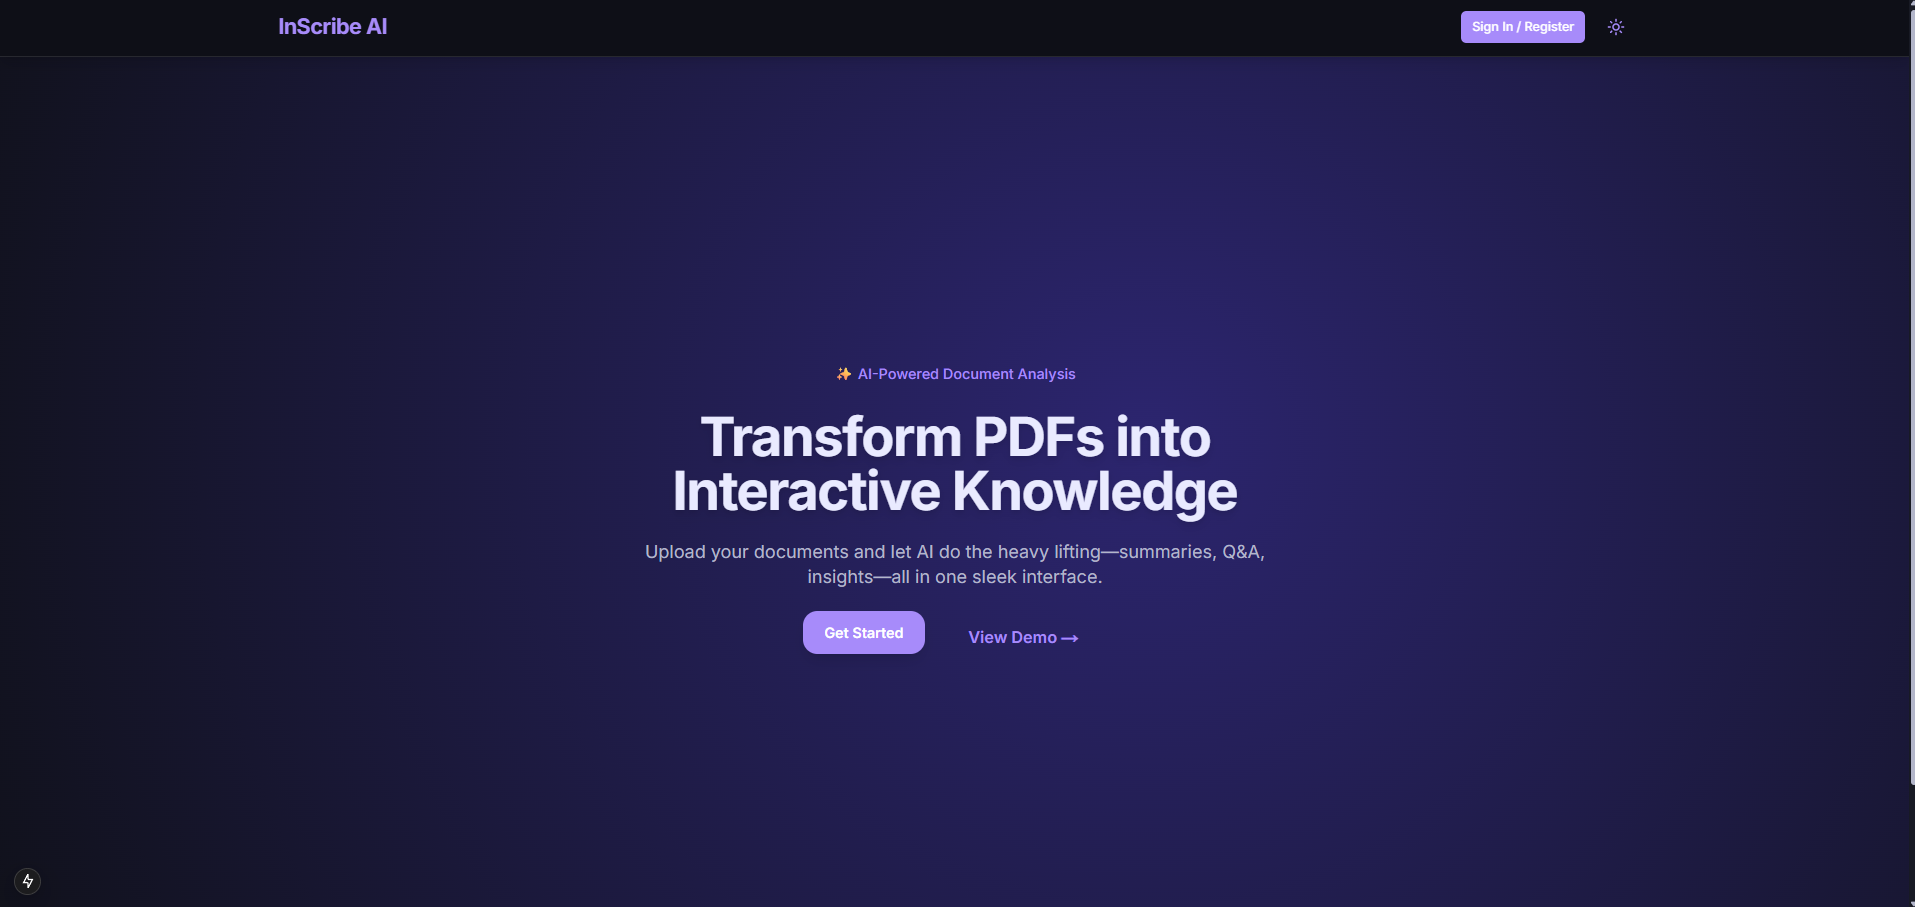 InScribe AI
Sign In / Register
✨ AI-Powered Document Analysis
Transform PDFs into
Interactive Knowledge
Upload your documents and let AI do the heavy lifting—summaries, Q&A,
insights—all in one sleek interface.
Get Started
View Demo →